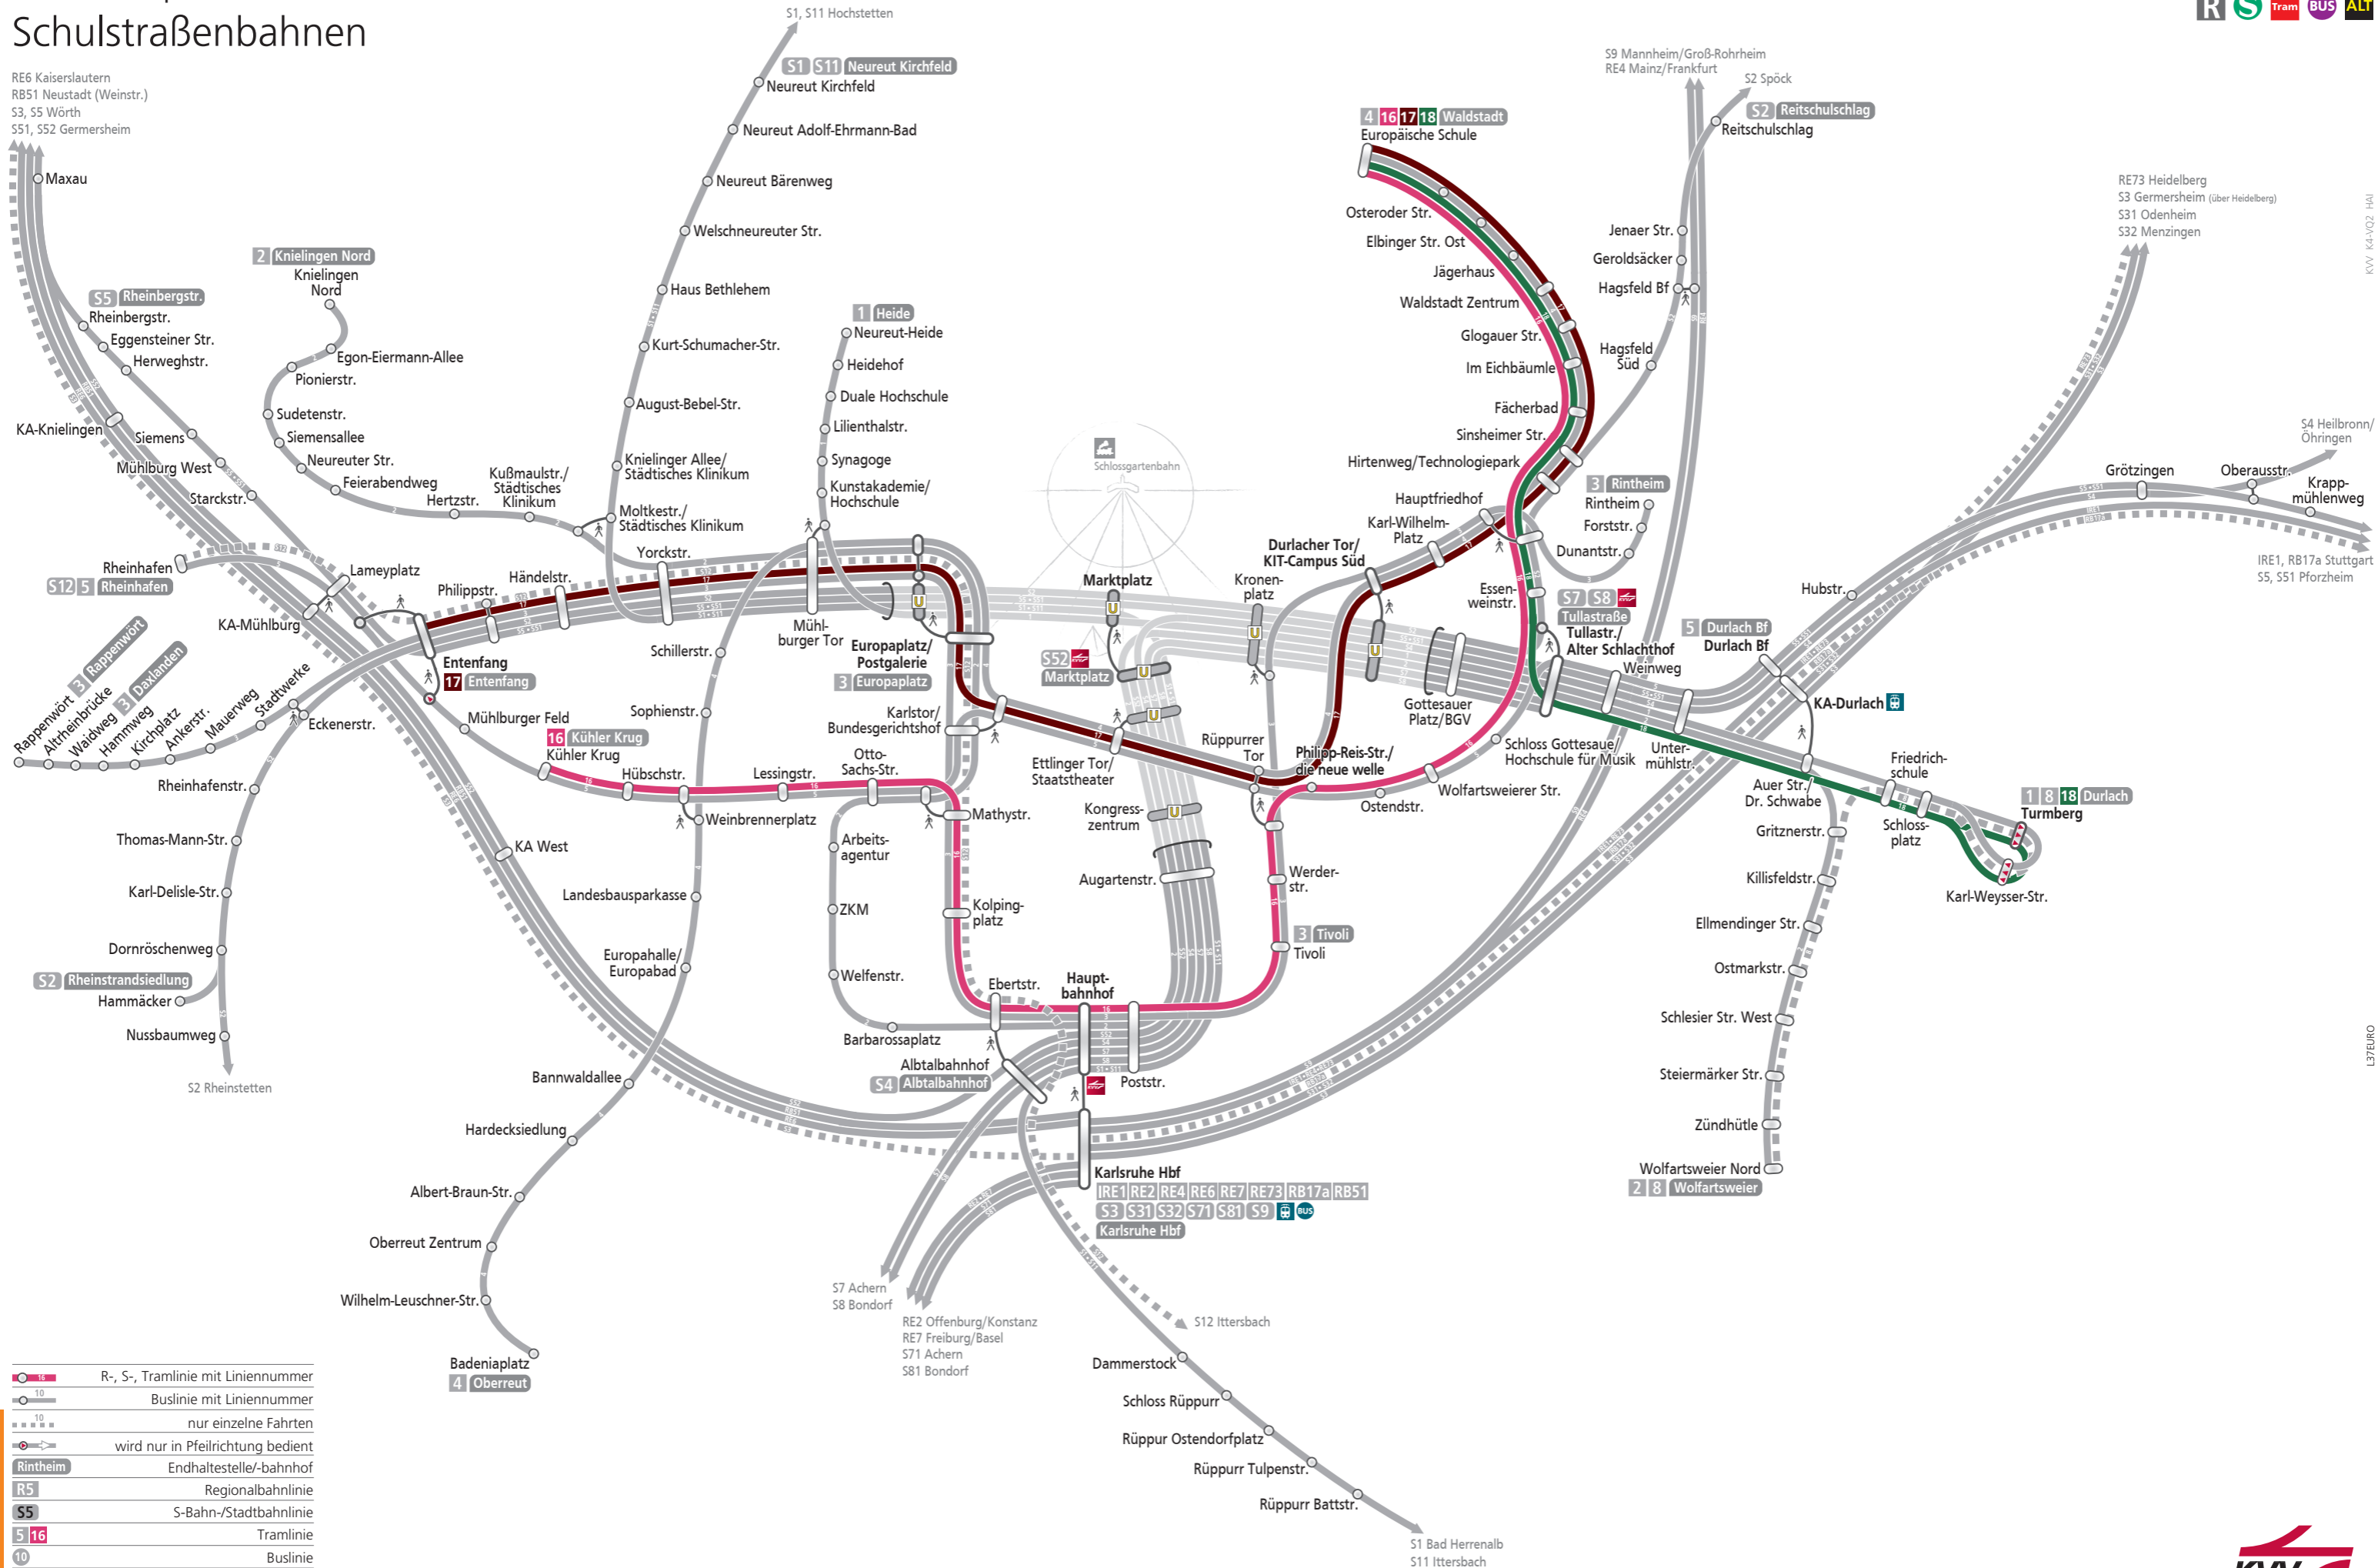 Schulstraßenbahnen
R S Tram BUS ALT
RE6 Kaiserslautern
RB51 Neustadt (Weinstr.)
S3, S5 Wörth
S51, S52 Germersheim
Maxau
S1, S11 Hochstetten
S1 S11 Neureut Kirchfeld
Neureut Kirchfeld
Neureut Adolf-Ehrmann-Bad
Neureut Bärenweg
Welschneureuter Str.
Haus Bethlehem
Kurt-Schumacher-Str.
August-Bebel-Str.
Knielinger Allee/
Städtisches Klinikum
Moltkestr./
Städtisches Klinikum
2 Knielingen Nord
Knielingen
Nord
Egon-Eiermann-Allee
Pionierstr.
Sudetenstr.
Siemensallee
Neureuter Str.
Feierabendweg
Hertzstr.
Kußmaulstr./
Städtisches
Klinikum
S5 Rheinbergstr.
Rheinbergstr.
Eggensteiner Str.
Herweghstr.
KA-Knielingen
Siemens
Mühlburg West
Starckstr.
1 Heide
Neureut-Heide
Heidehof
Duale Hochschule
Lilienthalstr.
Synagoge
Kunstakademie/
Hochschule
Schlossgartenbahn
4 16 17 18 Waldstadt
Europäische Schule
Osteroder Str.
Elbinger Str. Ost
Jägerhaus
Waldstadt Zentrum
Glogauer Str.
Im Eichbäumle
Fächerbad
Sinsheimer Str.
Hirtenweg/Technologiepark
Hauptfriedhof
Karl-Wilhelm-
Platz
Durlacher Tor/
KIT-Campus Süd
Kronen-
platz
Marktplatz
S9 Mannheim/Groß-Rohrheim
RE4 Mainz/Frankfurt
S2 Spöck
S2 Reitschulschlag
Reitschulschlag
Jenaer Str.
Geroldsäcker
Hagsfeld Bf
Hagsfeld
Süd
3 Rintheim
Rintheim
Forststr.
Dunantstr.
Essen-
weinstr.
S7 S8
Tullastraße
Tullastr./
Alter Schlachthof
Weinweg
RE73 Heidelberg
S3 Germersheim (über Heidelberg)
S31 Odenheim
S32 Menzingen
KVV K4-VQ2 HAI
S4 Heilbronn/
Öhringen
Grötzingen
Oberausstr.
Krapp-
mühlenweg
IRE1, RB17a Stuttgart
S5, S51 Pforzheim
Hubstr.
5 Durlach Bf
Durlach Bf
KA-Durlach
Unter-
mühlstr.
Auer Str./
Dr. Schwabe
Friedrich-
schule
Schloss-
platz
1 8 18 Durlach
Turmberg
Karl-Weysser-Str.
Gritznerstr.
Killisfeldstr.
Ellmendinger Str.
Ostmarkstr.
Schlesier Str. West
Steiermärker Str.
Zündhütle
Wolfartsweier Nord
2 8 Wolfartsweier
Rheinhafen
S12 5 Rheinhafen
Lameyplatz
KA-Mühlburg
Philippstr.
Händelstr.
Yorckstr.
Mühl-
burger Tor
Entenfang
17 Entenfang
Rappenwört 3 Rappenwört
Altrheinbrücke
Waidweg 3 Daxlanden
Hammweg
Kirchplatz
Ankerstr.
Mauerweg
Stadtwerke
Eckenerstr.
Rheinhafenstr.
Thomas-Mann-Str.
Karl-Delisle-Str.
Dornröschenweg
S2 Rheinstrandsiedlung
Hammäcker
Nussbaumweg
S2 Rheinstetten
Mühlburger Feld
16 Kühler Krug
Kühler Krug
Hübschstr.
Lessingstr.
Otto-
Sachs-Str.
Schillerstr.
Sophienstr.
Weinbrennerplatz
KA West
Landesbausparkasse
Europahalle/
Europabad
Bannwaldallee
Hardecksiedlung
Albert-Braun-Str.
Oberreut Zentrum
Wilhelm-Leuschner-Str.
Badeniaplatz
4 Oberreut
Europaplatz/
Postgalerie
3 Europaplatz
Karlstor/
Bundesgerichtshof
Mathystr.
Arbeits-
agentur
ZKM
Welfenstr.
Barbarossaplatz
Kolping-
platz
Ebertstr.
Albtalbahnhof
S4 Albtalbahnhof
Haupt-
bahnhof
Poststr.
S52
Marktplatz
Ettlinger Tor/
Staatstheater
Kongress-
zentrum
Augartenstr.
Rüppurrer
Tor
Philipp-Reis-Str./
die neue welle
Ostendstr.
Wolfartsweierer Str.
Schloss Gottesaue/
Hochschule für Musik
Gottesauer
Platz/BGV
Werder-
str.
3 Tivoli
Tivoli
Karlsruhe Hbf
IRE1 RE2 RE4 RE6 RE7 RE73 RB17a RB51
S3 S31 S32 S71 S81 S9 BUS
Karlsruhe Hbf
S7 Achern
S8 Bondorf
RE2 Offenburg/Konstanz
RE7 Freiburg/Basel
S71 Achern
S81 Bondorf
S12 Ittersbach
Dammerstock
Schloss Rüppurr
Rüppur Ostendorfplatz
Rüppurr Tulpenstr.
Rüppurr Battstr.
S1 Bad Herrenalb
S11 Ittersbach
L37EURO
16 R-, S-, Tramlinie mit Liniennummer
10 Buslinie mit Liniennummer
10 nur einzelne Fahrten
wird nur in Pfeilrichtung bedient
Rintheim Endhaltestelle/-bahnhof
R5 Regionalbahnlinie
S5 S-Bahn-/Stadtbahnlinie
5 16 Tramlinie
10 Buslinie